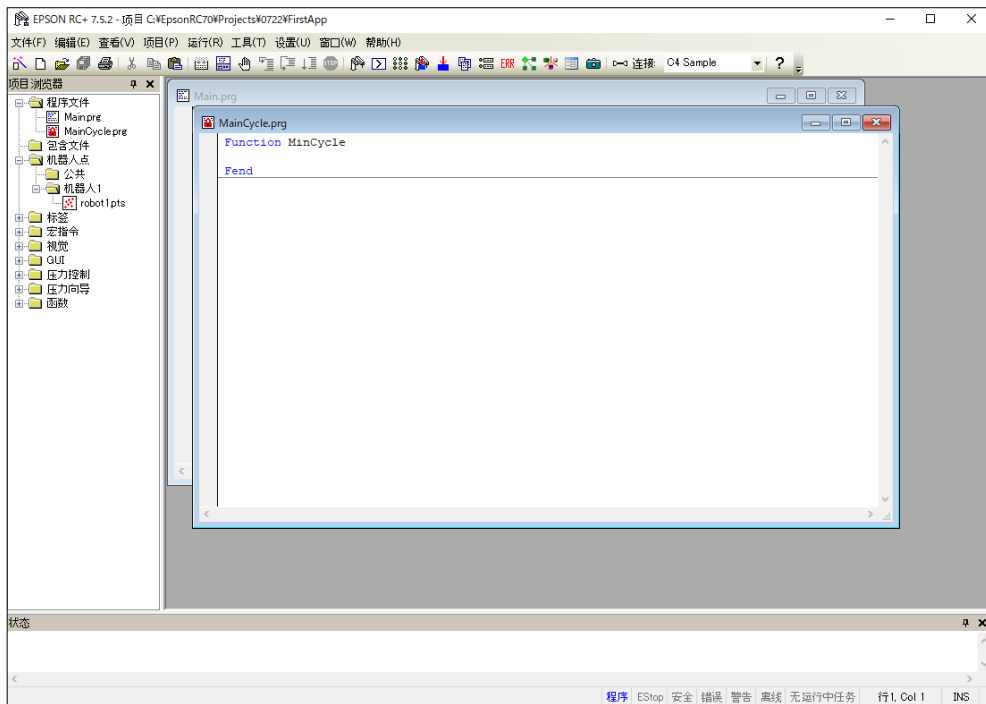 EPSON RC+ 7.5.2 - 项目 C:¥EpsonRC70¥Projects¥0722¥FirstApp
文件(F) 编辑(E) 查看(V) 项目(P) 运行(R) 工具(T) 设置(U) 窗口(W) 帮助(H)
ERR 连接: C4 Sample ?
项目浏览器
程序文件
Main.prg
MainCycle.prg
包含文件
机器人点
公共
机器人1
robot1.pts
标签
宏指令
视觉
GUI
压力控制
压力向导
函数
Main.prg
MainCycle.prg
Function MinCycle
Fend
状态
程序 EStop 安全 错误 警告 离线 无运行中任务 行1, Col 1 INS